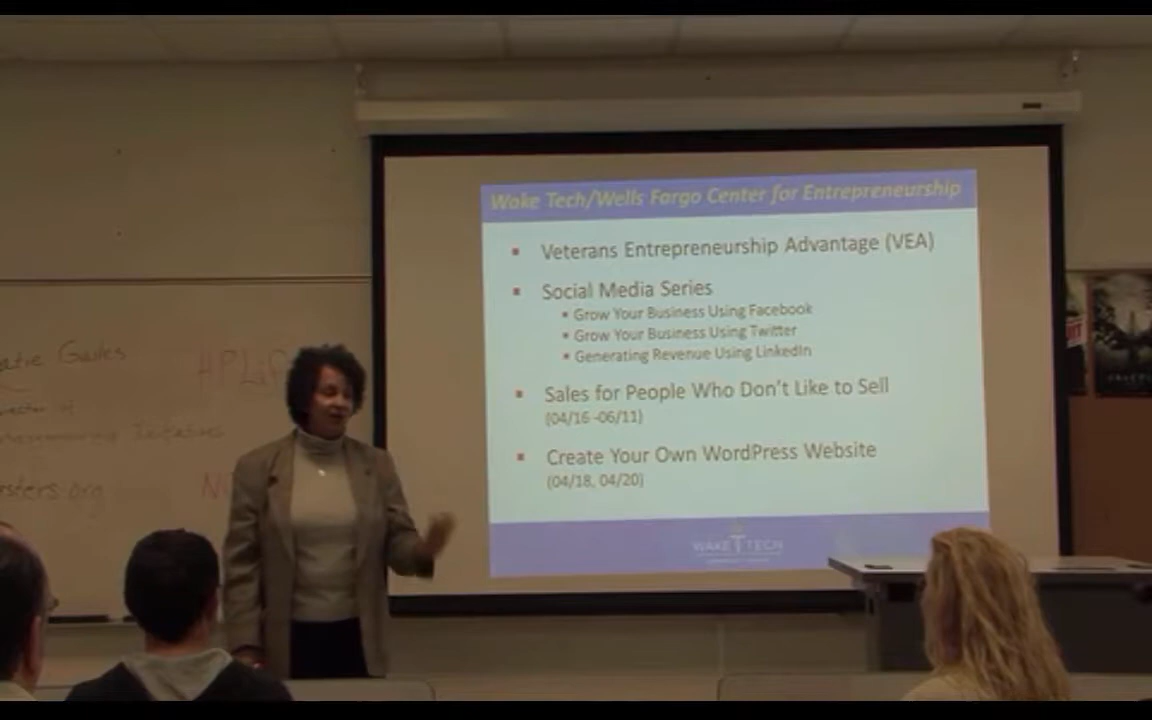 Wake Tech/Wells Fargo Center for Entrepreneurship
▪ Veterans Entrepreneurship Advantage (VEA)
▪ Social Media Series
▪ Grow Your Business Using Facebook
▪ Grow Your Business Using Twitter
▪ Generating Revenue Using LinkedIn
▪ Sales for People Who Don't Like to Sell
(04/16 -06/11)
▪ Create Your Own WordPress Website
(04/18, 04/20)
WAKE TECH
Initiatives